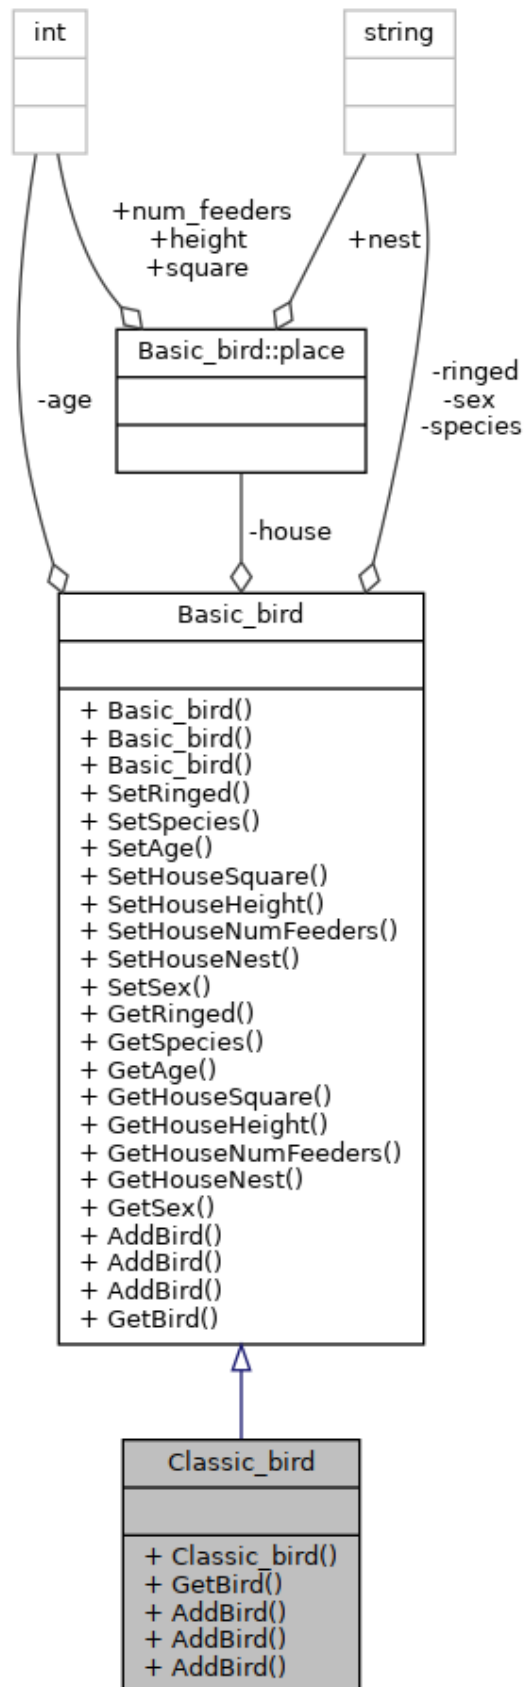 int
string
+num_feeders
+height
+square
+nest
Basic_bird::place
-age
-ringed
-sex
-species
-house
Basic_bird
+ Basic_bird()
+ Basic_bird()
+ Basic_bird()
+ SetRinged()
+ SetSpecies()
+ SetAge()
+ SetHouseSquare()
+ SetHouseHeight()
+ SetHouseNumFeeders()
+ SetHouseNest()
+ SetSex()
+ GetRinged()
+ GetSpecies()
+ GetAge()
+ GetHouseSquare()
+ GetHouseHeight()
+ GetHouseNumFeeders()
+ GetHouseNest()
+ GetSex()
+ AddBird()
+ AddBird()
+ AddBird()
+ GetBird()
Classic_bird
+ Classic_bird()
+ GetBird()
+ AddBird()
+ AddBird()
+ AddBird()